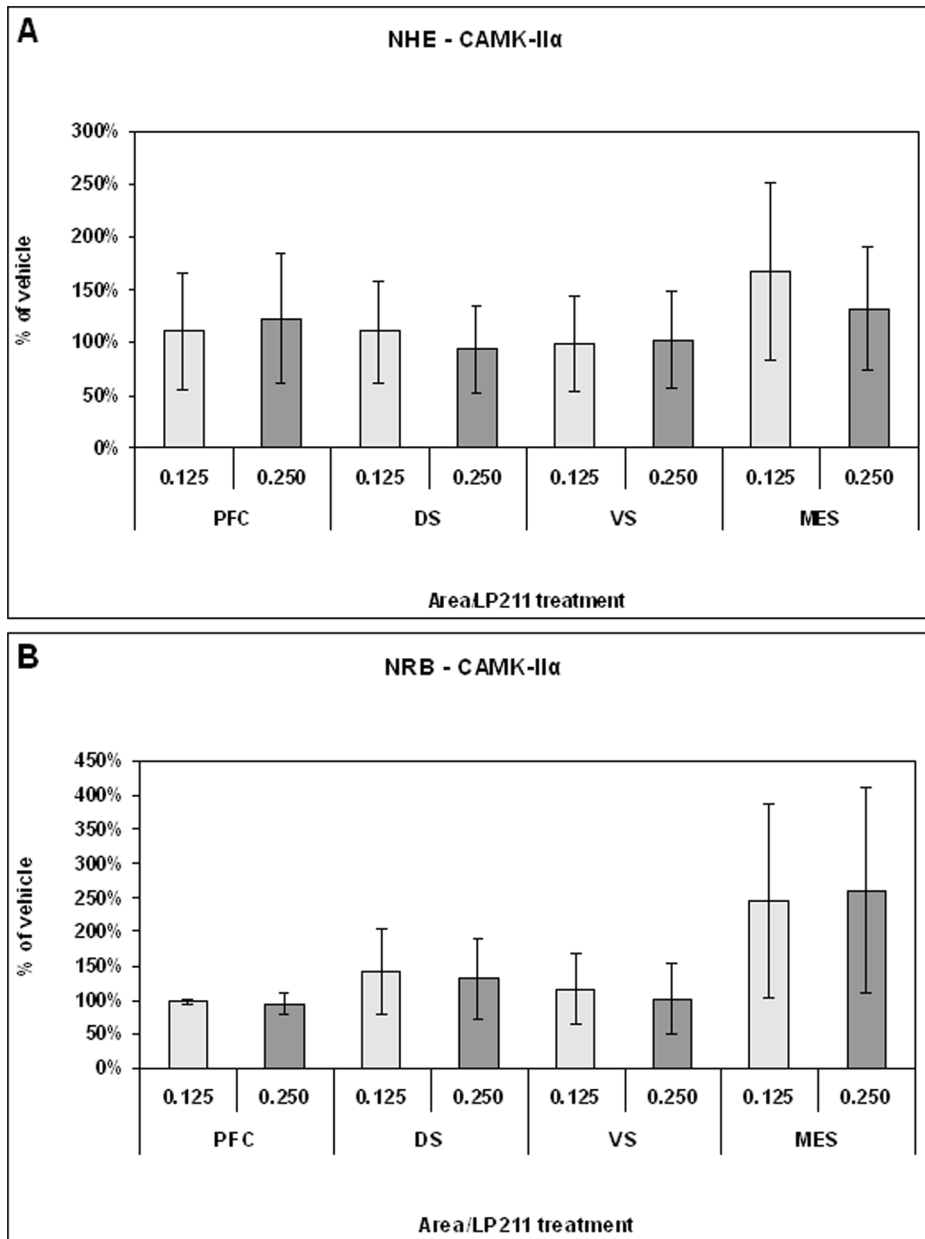 A
NHE - CAMK-IIα
300%
250%
200%
150%
100%
50%
0%
% of vehicle
0.125 0.250 0.125 0.250 0.125 0.250 0.125 0.250
PFC DS VS MES
Area/LP211 treatment
B
NRB - CAMK-IIα
450%
400%
350%
300%
250%
200%
150%
100%
50%
0%
% of vehicle
0.125 0.250 0.125 0.250 0.125 0.250 0.125 0.250
PFC DS VS MES
Area/LP211 treatment